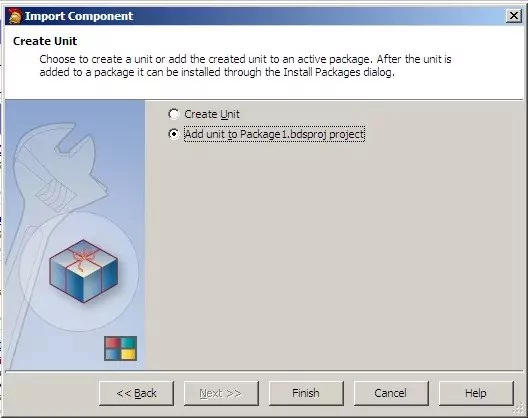 Import Component
Create Unit
Choose to create a unit or add the created unit to an active package. After the unit is
added to a package it can be installed through the Install Packages dialog.
Create Unit
Add unit to Package1.bdsproj project
<< Back
Next >>
Finish
Cancel
Help